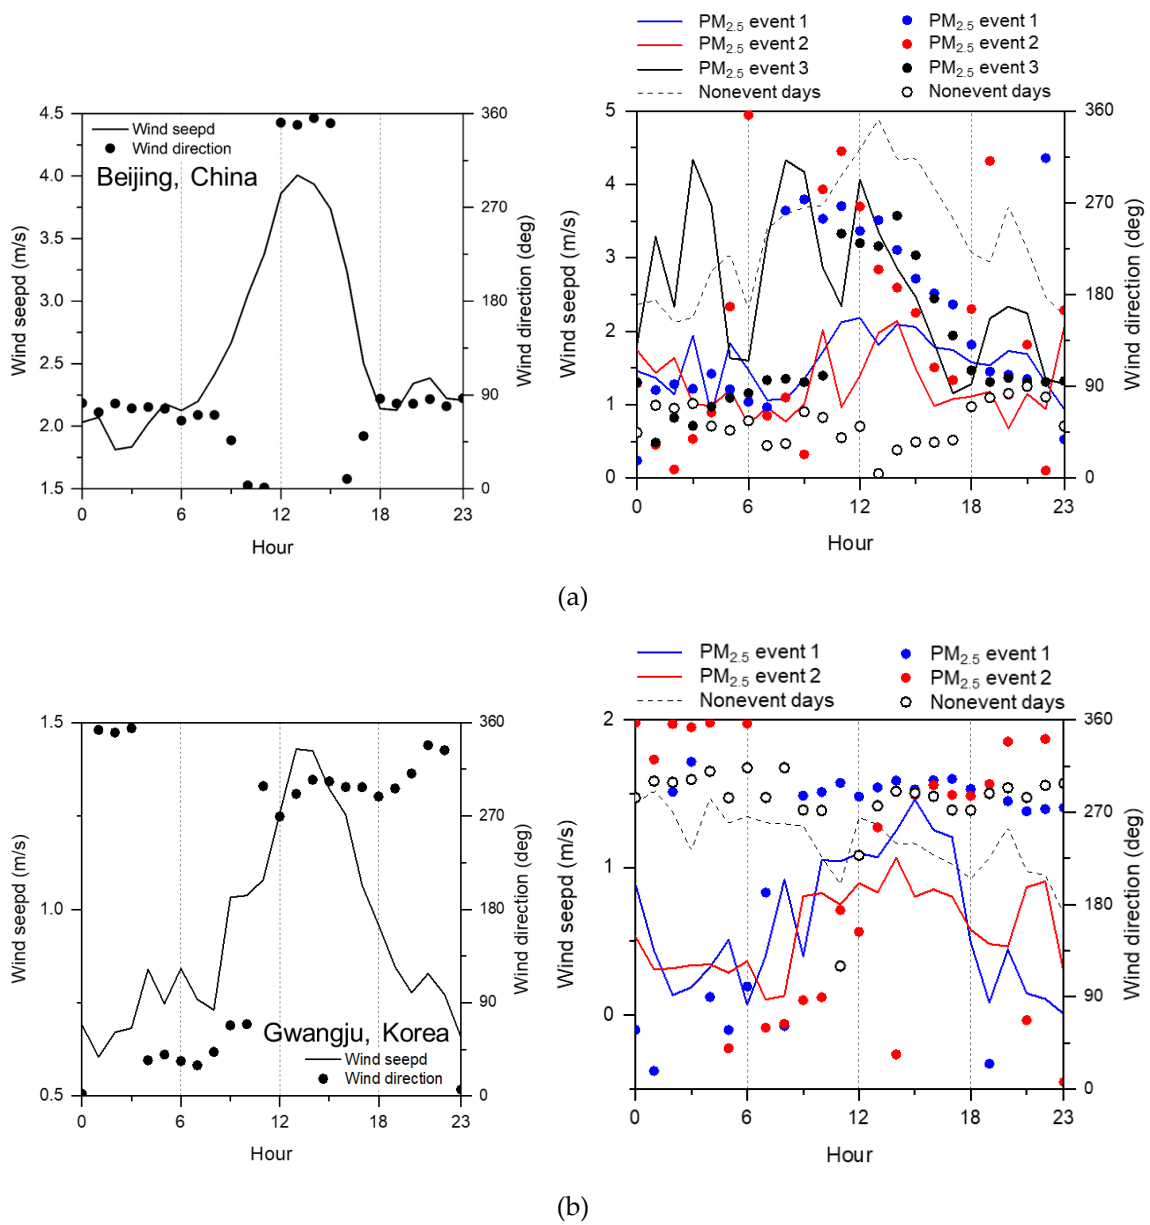 PM2.5 event 1
PM2.5 event 2
PM2.5 event 3
Nonevent days
PM2.5 event 1
PM2.5 event 2
PM2.5 event 3
Nonevent days
4.5
4.0
3.5
3.0
2.5
2.0
1.5
Wind seepd (m/s)
Wind seepd
Wind direction
Beijing, China
360
270
180
90
0
Wind direction (deg)
0 6 12 18 23
Hour
5
4
3
2
1
0
Wind seepd (m/s)
360
270
180
90
0
Wind direction (deg)
0 6 12 18 23
Hour
(a)
PM2.5 event 1
PM2.5 event 2
Nonevent days
PM2.5 event 1
PM2.5 event 2
Nonevent days
1.5
1.0
0.5
Wind seepd (m/s)
Gwangju, Korea
Wind seepd
Wind direction
360
270
180
90
0
Wind direction (deg)
0 6 12 18 23
Hour
2
1
0
Wind seepd (m/s)
360
270
180
90
0
Wind direction (deg)
0 6 12 18 23
Hour
(b)